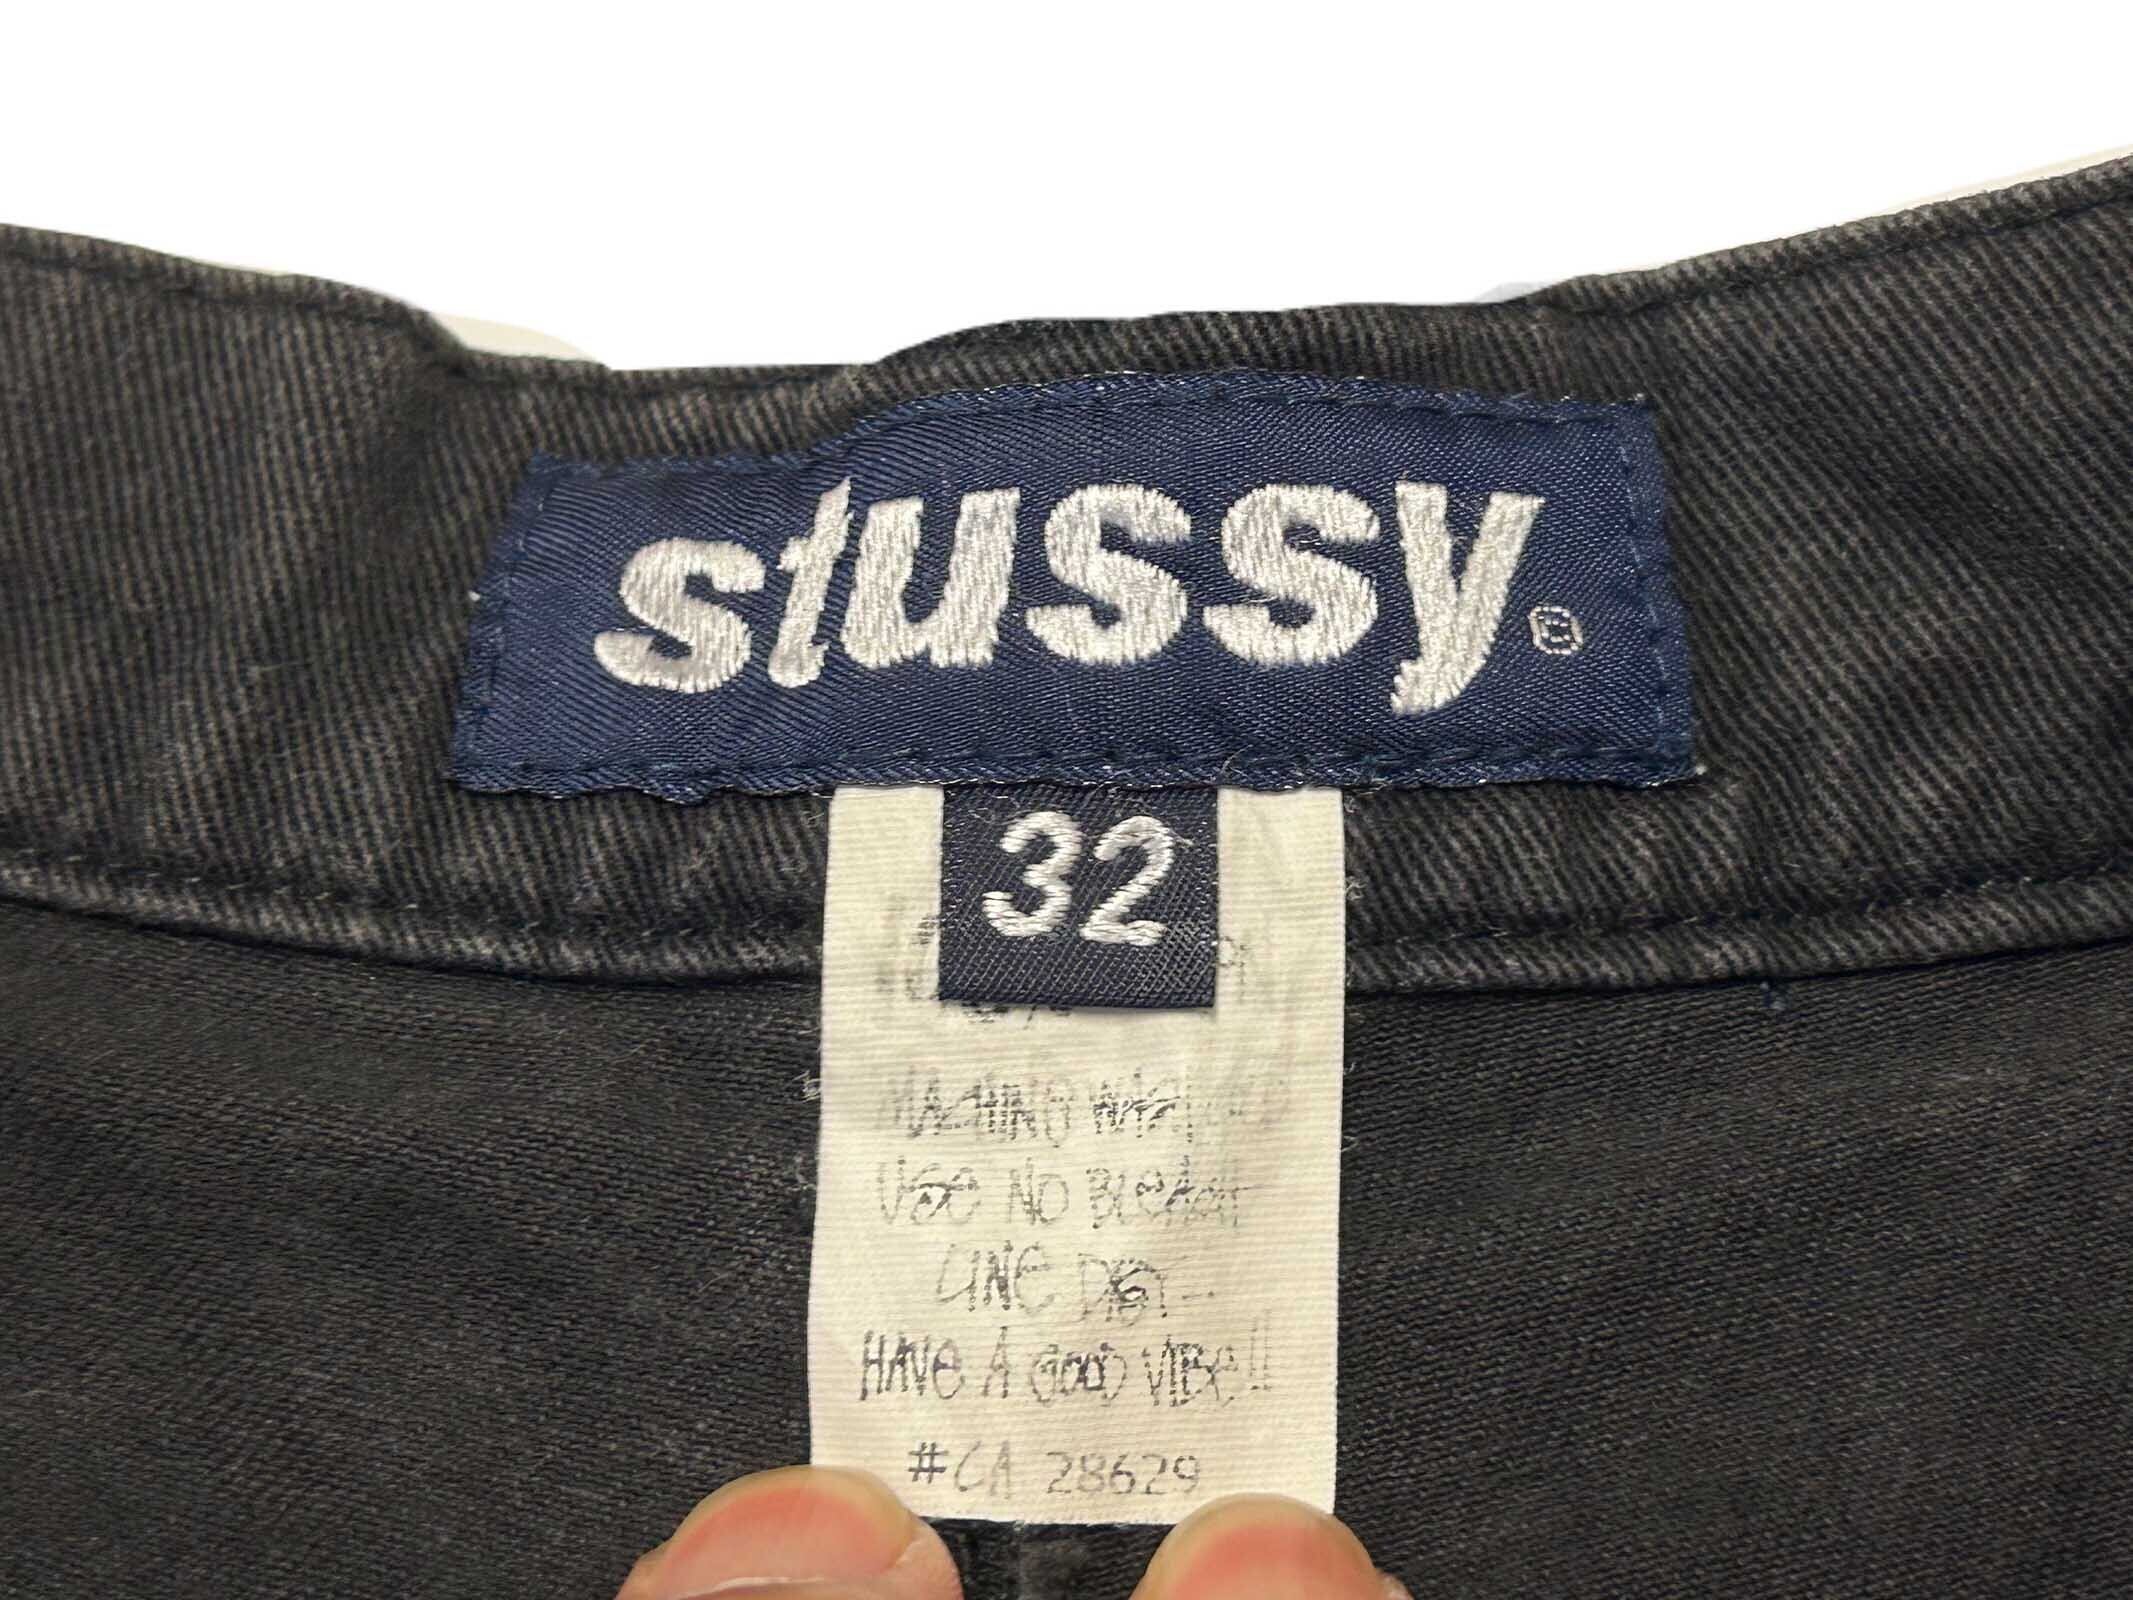 stussy®
32
MACHINE WASH
USE NO BLEACH
LINE DRY
HAVE A GOOD VIBE!!
#CA 28629